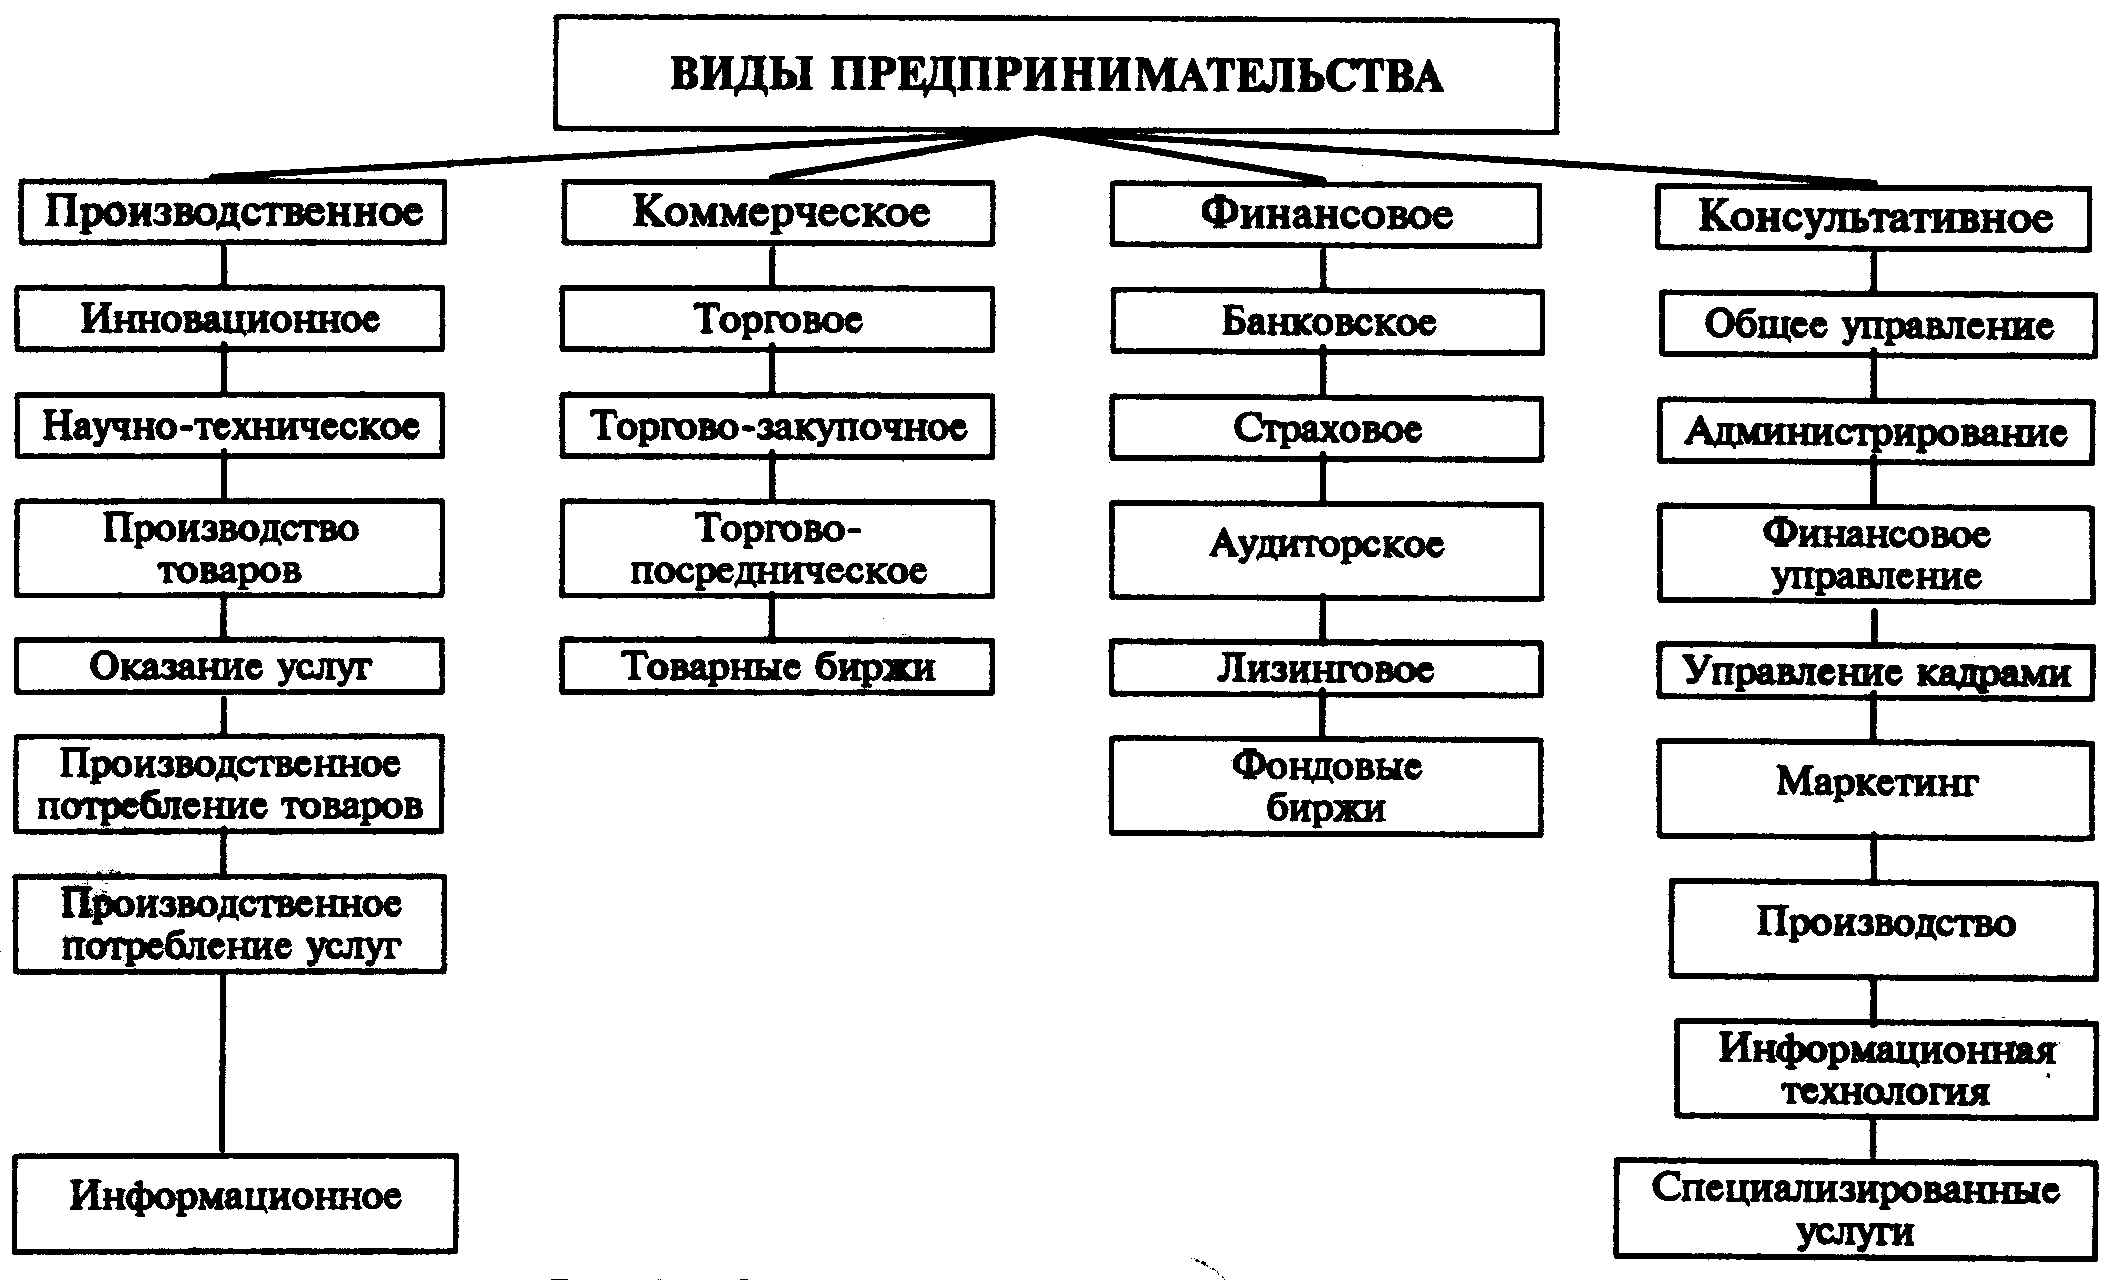 ВИДЫ ПРЕДПРИНИМАТЕЛЬСТВА
Производственное
Инновационное
Научно-техническое
Производство
товаров
Оказание услуг
Производственное
потребление товаров
Производственное
потребление услуг
Информационное
Коммерческое
Торговое
Торгово-закупочное
Торгово-
посредническое
Товарные биржи
Финансовое
Банковское
Страховое
Аудиторское
Лизинговое
Фондовые
биржи
Консультативное
Общее управление
Администрирование
Финансовое
управление
Управление кадрами
Маркетинг
Производство
Информационная
технология
Специализированные
услуги